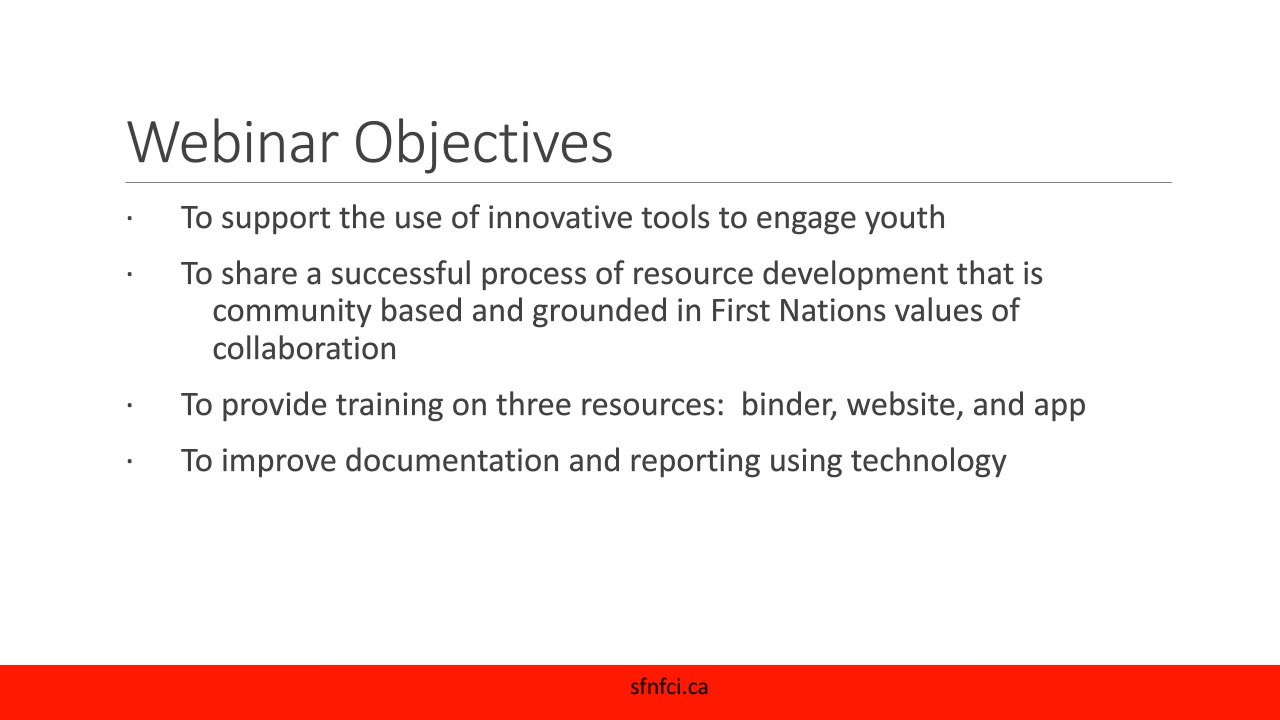 Webinar Objectives
· To support the use of innovative tools to engage youth
· To share a successful process of resource development that is
community based and grounded in First Nations values of
collaboration
· To provide training on three resources:  binder, website, and app
· To improve documentation and reporting using technology
sfnfci.ca